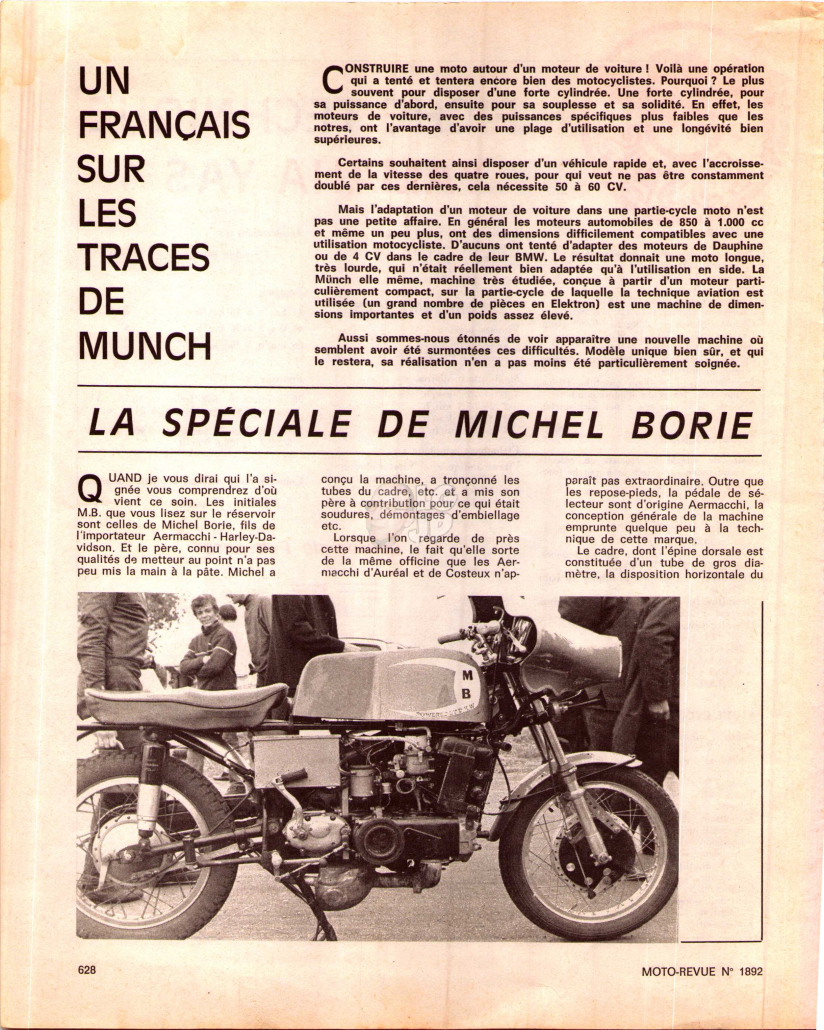 UN
FRANÇAIS
SUR
LES
TRACES
DE
MUNCH
CONSTRUIRE une moto autour d'un moteur de voiture ! Voilà une opération
qui a tenté et tentera encore bien des motocyclistes. Pourquoi ? Le plus
souvent pour disposer d'une forte cylindrée. Une forte cylindrée, pour
sa puissance d'abord, ensuite pour sa souplesse et sa solidité. En effet, les
moteurs de voiture, avec des puissances spécifiques plus faibles que les
notres, ont l'avantage d'avoir une plage d'utilisation et une longévité bien
supérieures.
Certains souhaitent ainsi disposer d'un véhicule rapide et, avec l'accroisse-
ment de la vitesse des quatre roues, pour qui veut ne pas être constamment
doublé par ces dernières, cela nécessite 50 à 60 CV.
Mais l'adaptation d'un moteur de voiture dans une partie-cycle moto n'est
pas une petite affaire. En général les moteurs automobiles de 850 à 1.000 cc
et même un peu plus, ont des dimensions difficilement compatibles avec une
utilisation motocycliste. D'aucuns ont tenté d'adapter des moteurs de Dauphine
ou de 4 CV dans le cadre de leur BMW. Le résultat donnait une moto longue,
très lourde, qui n'était réellement bien adaptée qu'à l'utilisation en side. La
Münch elle même, machine très étudiée, conçue à partir d'un moteur parti-
culièrement compact, sur la partie-cycle de laquelle la technique aviation est
utilisée (un grand nombre de pièces en Elektron) est une machine de dimen-
sions importantes et d'un poids assez élevé.
Aussi sommes-nous étonnés de voir apparaître une nouvelle machine où
semblent avoir été surmontées ces difficultés. Modèle unique bien sûr, et qui
le restera, sa réalisation n'en a pas moins été particulièrement soignée.
LA SPÉCIALE DE MICHEL BORIE
QUAND je vous dirai qui l'a si-
gnée vous comprendrez d'où
vient ce soin. Les initiales
M.B. que vous lisez sur le réservoir
sont celles de Michel Borie, fils de
l'importateur Aermacchi - Harley-Da-
vidson. Et le père, connu pour ses
qualités de metteur au point n'a pas
peu mis la main à la pâte. Michel a
conçu la machine, a tronçonné les
tubes du cadre, etc. et a mis son
père à contribution pour ce qui était
soudures, démontages d'embiellage
etc.
Lorsque l'on regarde de près
cette machine, le fait qu'elle sorte
de la même officine que les Aer-
macchi d'Auréal et de Costeux n'ap-
paraît pas extraordinaire. Outre que
les repose-pieds, la pédale de sé-
lecteur sont d'origine Aermacchi, la
conception générale de la machine
emprunte quelque peu à la tech-
nique de cette marque.
Le cadre, dont l'épine dorsale est
constituée d'un tube de gros dia-
mètre, la disposition horizontale du
M
B
628
MOTO-REVUE N° 1892